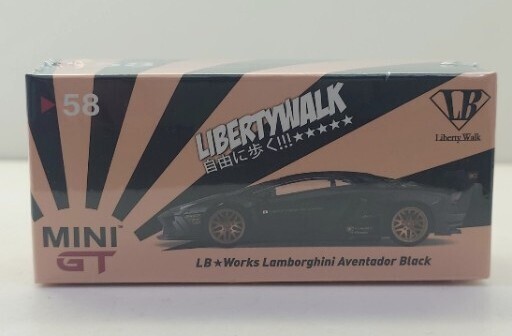 58
LIBERTYWALK
自由に歩く!!!★★★★★
LB
Liberty Walk
MINI
GT
LB★Works Lamborghini Aventador Black